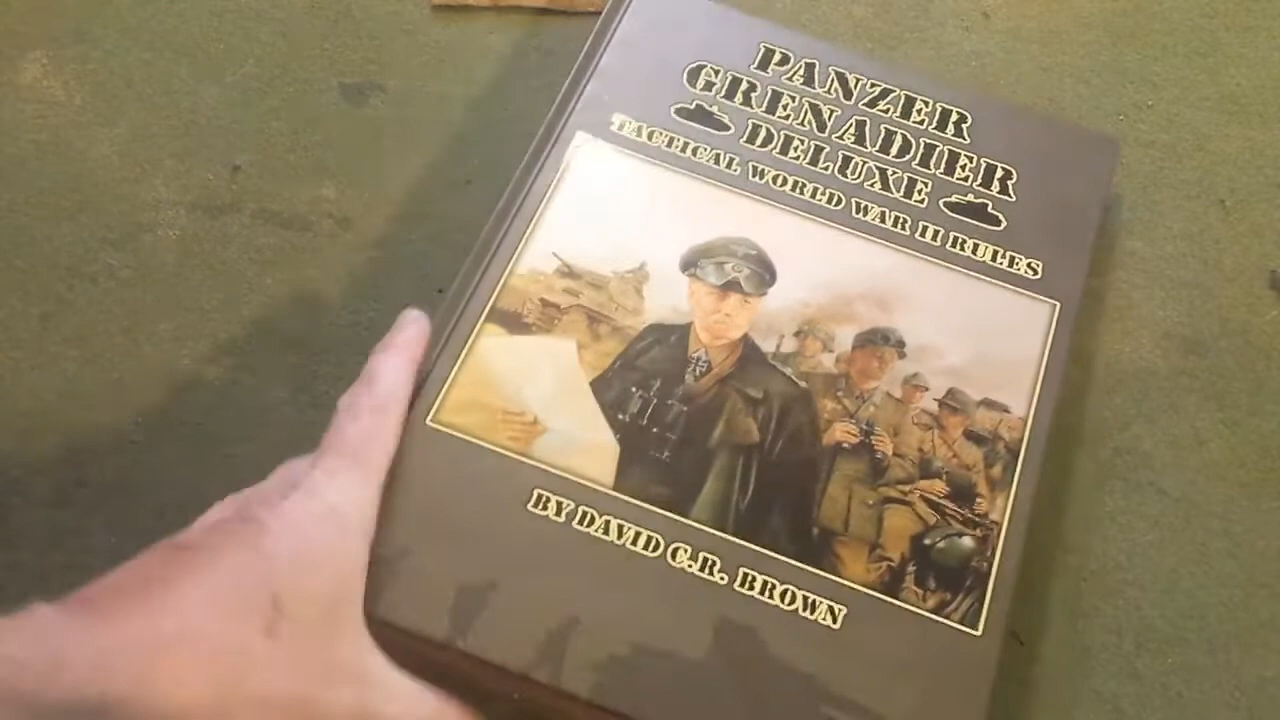 PANZER
GRENADIER
DELUXE
TACTICAL WORLD WAR II RULES
BY DAVID C.R. BROWN